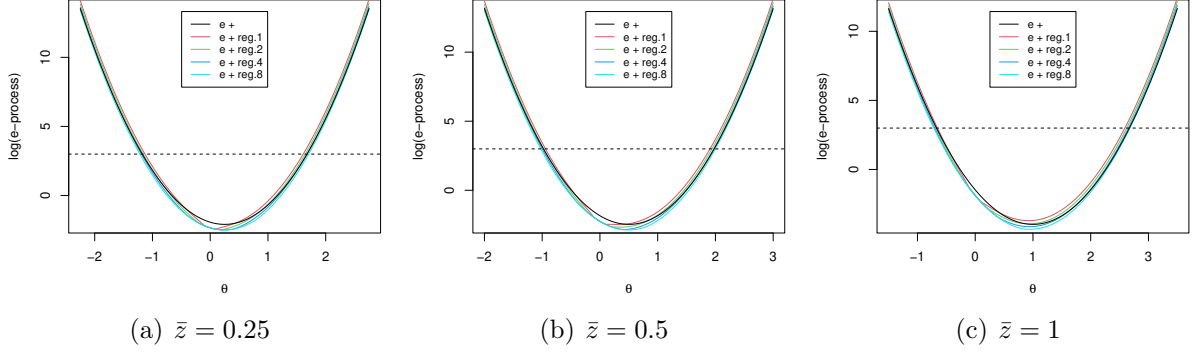 e +
e + reg.1
e + reg.2
e + reg.4
e + reg.8
log(e−process)
10
5
0
−2 −1 0 1 2
θ
(a) z̄ = 0.25
e +
e + reg.1
e + reg.2
e + reg.4
e + reg.8
log(e−process)
10
5
0
−2 −1 0 1 2 3
θ
(b) z̄ = 0.5
e +
e + reg.1
e + reg.2
e + reg.4
e + reg.8
log(e−process)
10
5
0
−1 0 1 2 3
θ
(c) z̄ = 1